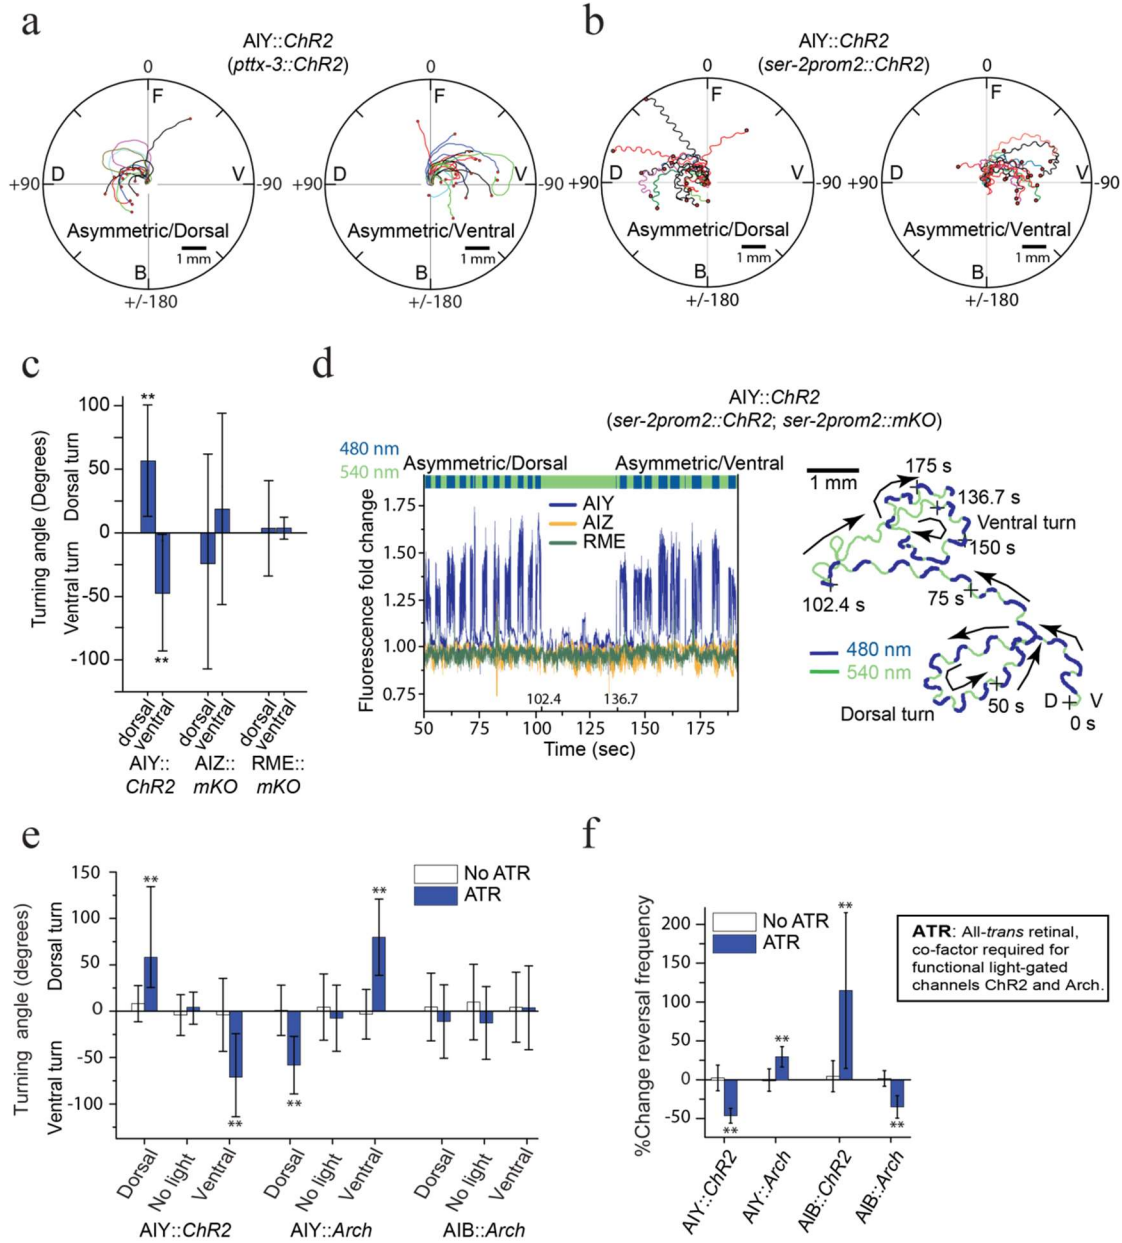 a
AIY::ChR2
(pttx-3::ChR2)
0
F
D
V
+90
-90
Asymmetric/Dorsal
1 mm
B
+/-180
0
F
D
V
+90
-90
Asymmetric/Ventral
1 mm
B
+/-180
b
AIY::ChR2
(ser-2prom2::ChR2)
0
F
D
V
+90
-90
Asymmetric/Dorsal
1 mm
B
+/-180
0
F
D
V
+90
-90
Asymmetric/Ventral
1 mm
B
+/-180
c
Turning angle (Degrees)
Ventral turn Dorsal turn
100
50
0
-50
-100
**
**
dorsal
ventral
dorsal
ventral
dorsal
ventral
AIY:: AIZ:: RME::
ChR2 mKO mKO
d
AIY::ChR2
(ser-2prom2::ChR2; ser-2prom2::mKO)
480 nm
540 nm
Asymmetric/Dorsal Asymmetric/Ventral
Fluorescence fold change
1.75
1.50
1.25
1.00
0.75
AIY
AIZ
RME
102.4 136.7
50 75 100 125 150 175
Time (sec)
1 mm
175 s
136.7 s
Ventral turn
150 s
102.4 s
75 s
480 nm
540 nm
50 s
Dorsal turn
D V
0 s
e
Turning angle (degrees)
Ventral turn Dorsal turn
150
100
50
0
-50
-100
No ATR
ATR
**
**
**
**
Dorsal
No light
Ventral
Dorsal
No light
Ventral
Dorsal
No light
Ventral
AIY::ChR2 AIY::Arch AIB::Arch
f
%Change reversal frequency
200
150
100
50
0
-50
No ATR
ATR
**
**
**
**
AIY::ChR2
AIY::Arch
AIB::ChR2
AIB::Arch
ATR: All-trans retinal,
co-factor required for
functional light-gated
channels ChR2 and Arch.